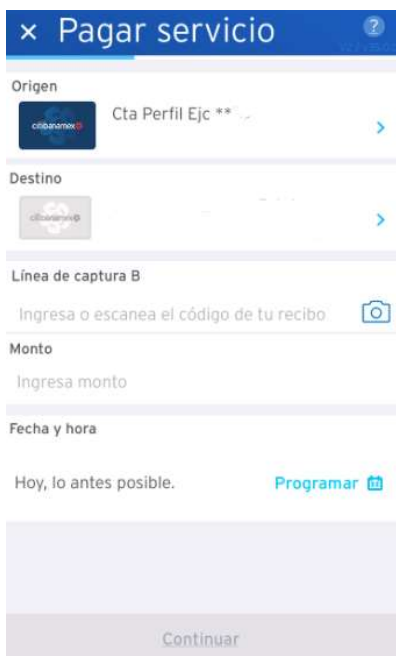 × Pagar servicio ?
Origen
citibanamex
Cta Perfil Ejc **
Destino
citibanamex
Línea de captura B
Ingresa o escanea el código de tu recibo
Monto
Ingresa monto
Fecha y hora
Hoy, lo antes posible.
Programar
Continuar